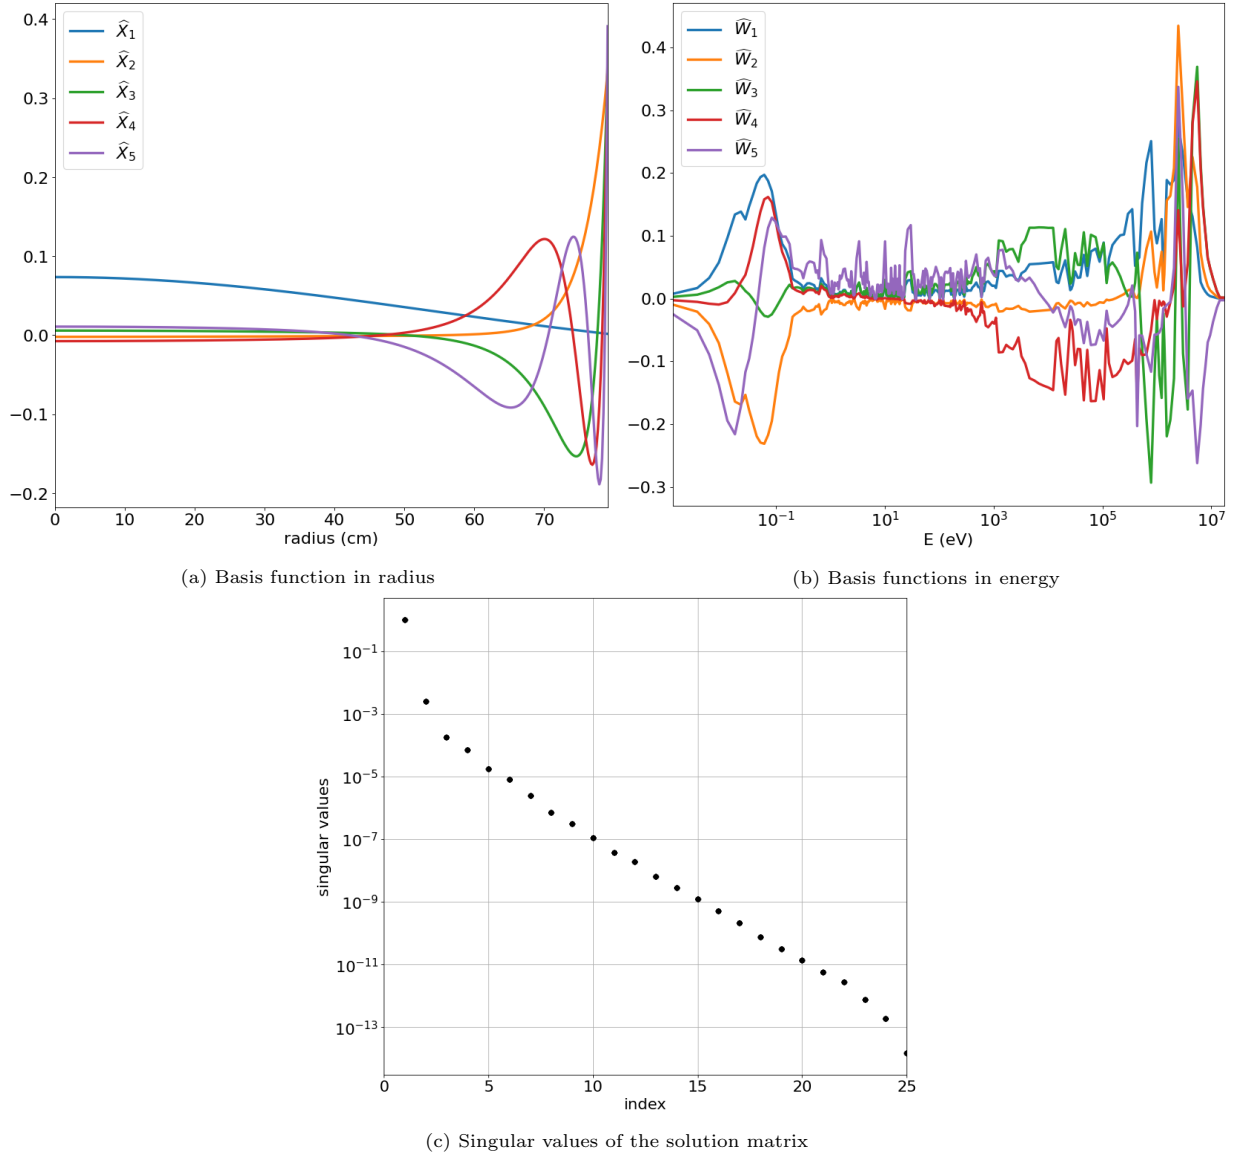 0.4
0.3
0.2
0.1
0.0
−0.1
−0.2
X̂₁
X̂₂
X̂₃
X̂₄
X̂₅
0 10 20 30 40 50 60 70
radius (cm)
(a) Basis function in radius
0.4
0.3
0.2
0.1
0.0
−0.1
−0.2
−0.3
Ŵ₁
Ŵ₂
Ŵ₃
Ŵ₄
Ŵ₅
10⁻¹ 10¹ 10³ 10⁵ 10⁷
E (eV)
(b) Basis functions in energy
singular values
10⁻¹
10⁻³
10⁻⁵
10⁻⁷
10⁻⁹
10⁻¹¹
10⁻¹³
0 5 10 15 20 25
index
(c) Singular values of the solution matrix